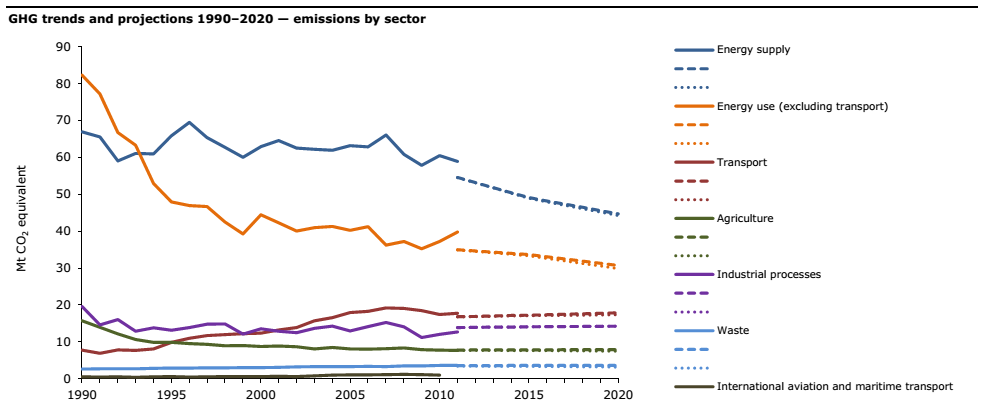 GHG trends and projections 1990–2020 — emissions by sector
90
80
70
60
50
40
30
20
10
0
Mt CO₂ equivalent
1990
1995
2000
2005
2010
2015
2020
Energy supply
Energy use (excluding transport)
Transport
Agriculture
Industrial processes
Waste
International aviation and maritime transport